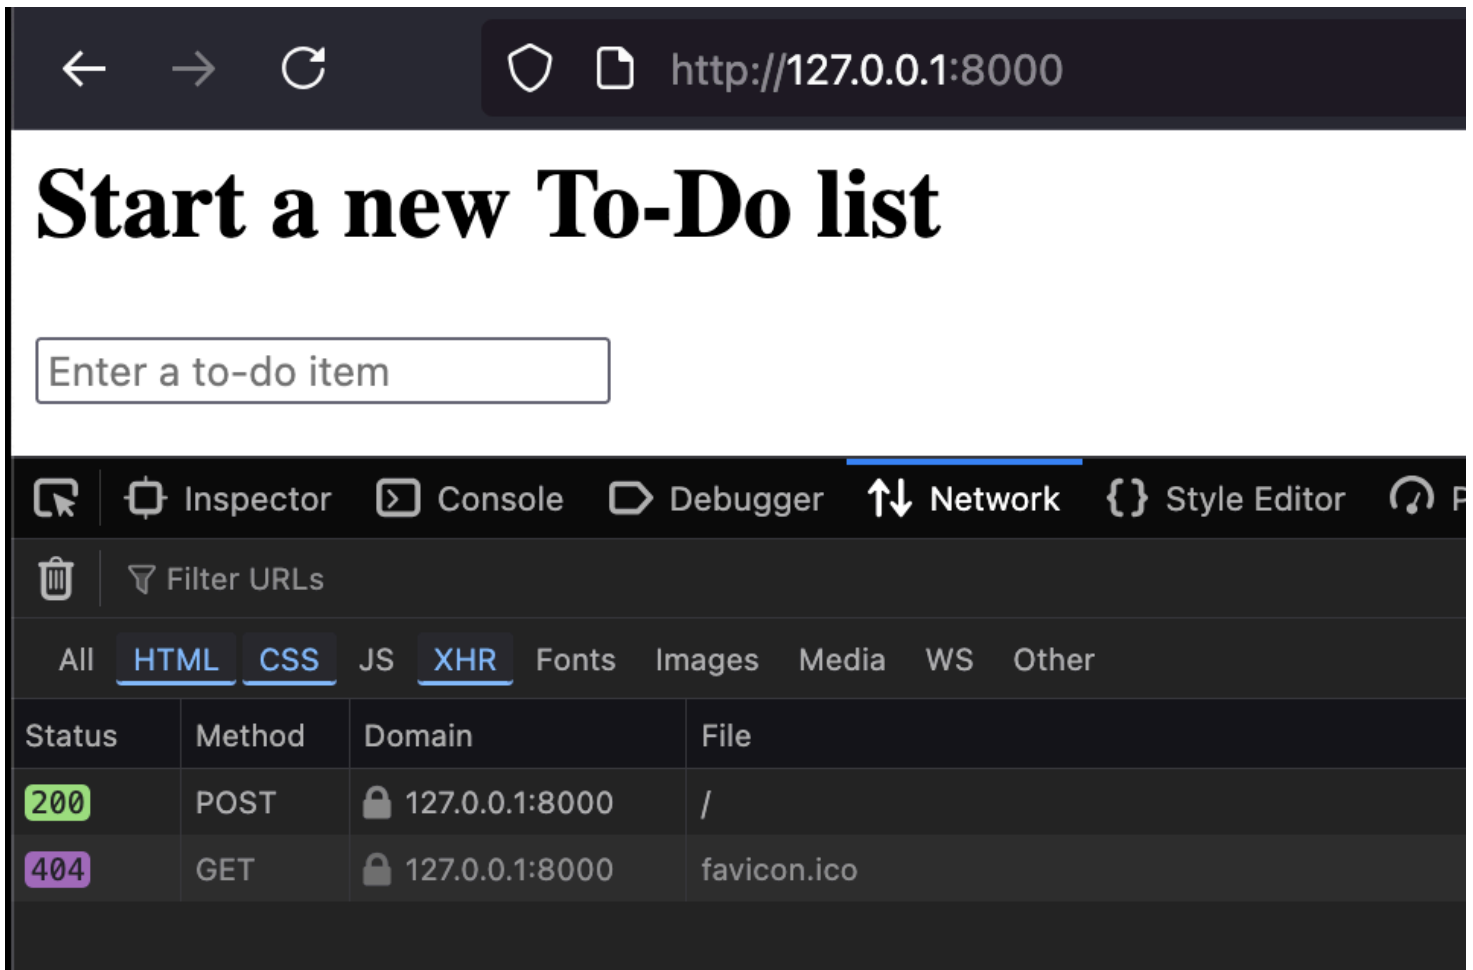 http://127.0.0.1:8000
Start a new To-Do list
Enter a to-do item
Inspector Console Debugger Network Style Editor P
Filter URLs
All HTML CSS JS XHR Fonts Images Media WS Other
Status Method Domain File
200 POST 127.0.0.1:8000 /
404 GET 127.0.0.1:8000 favicon.ico